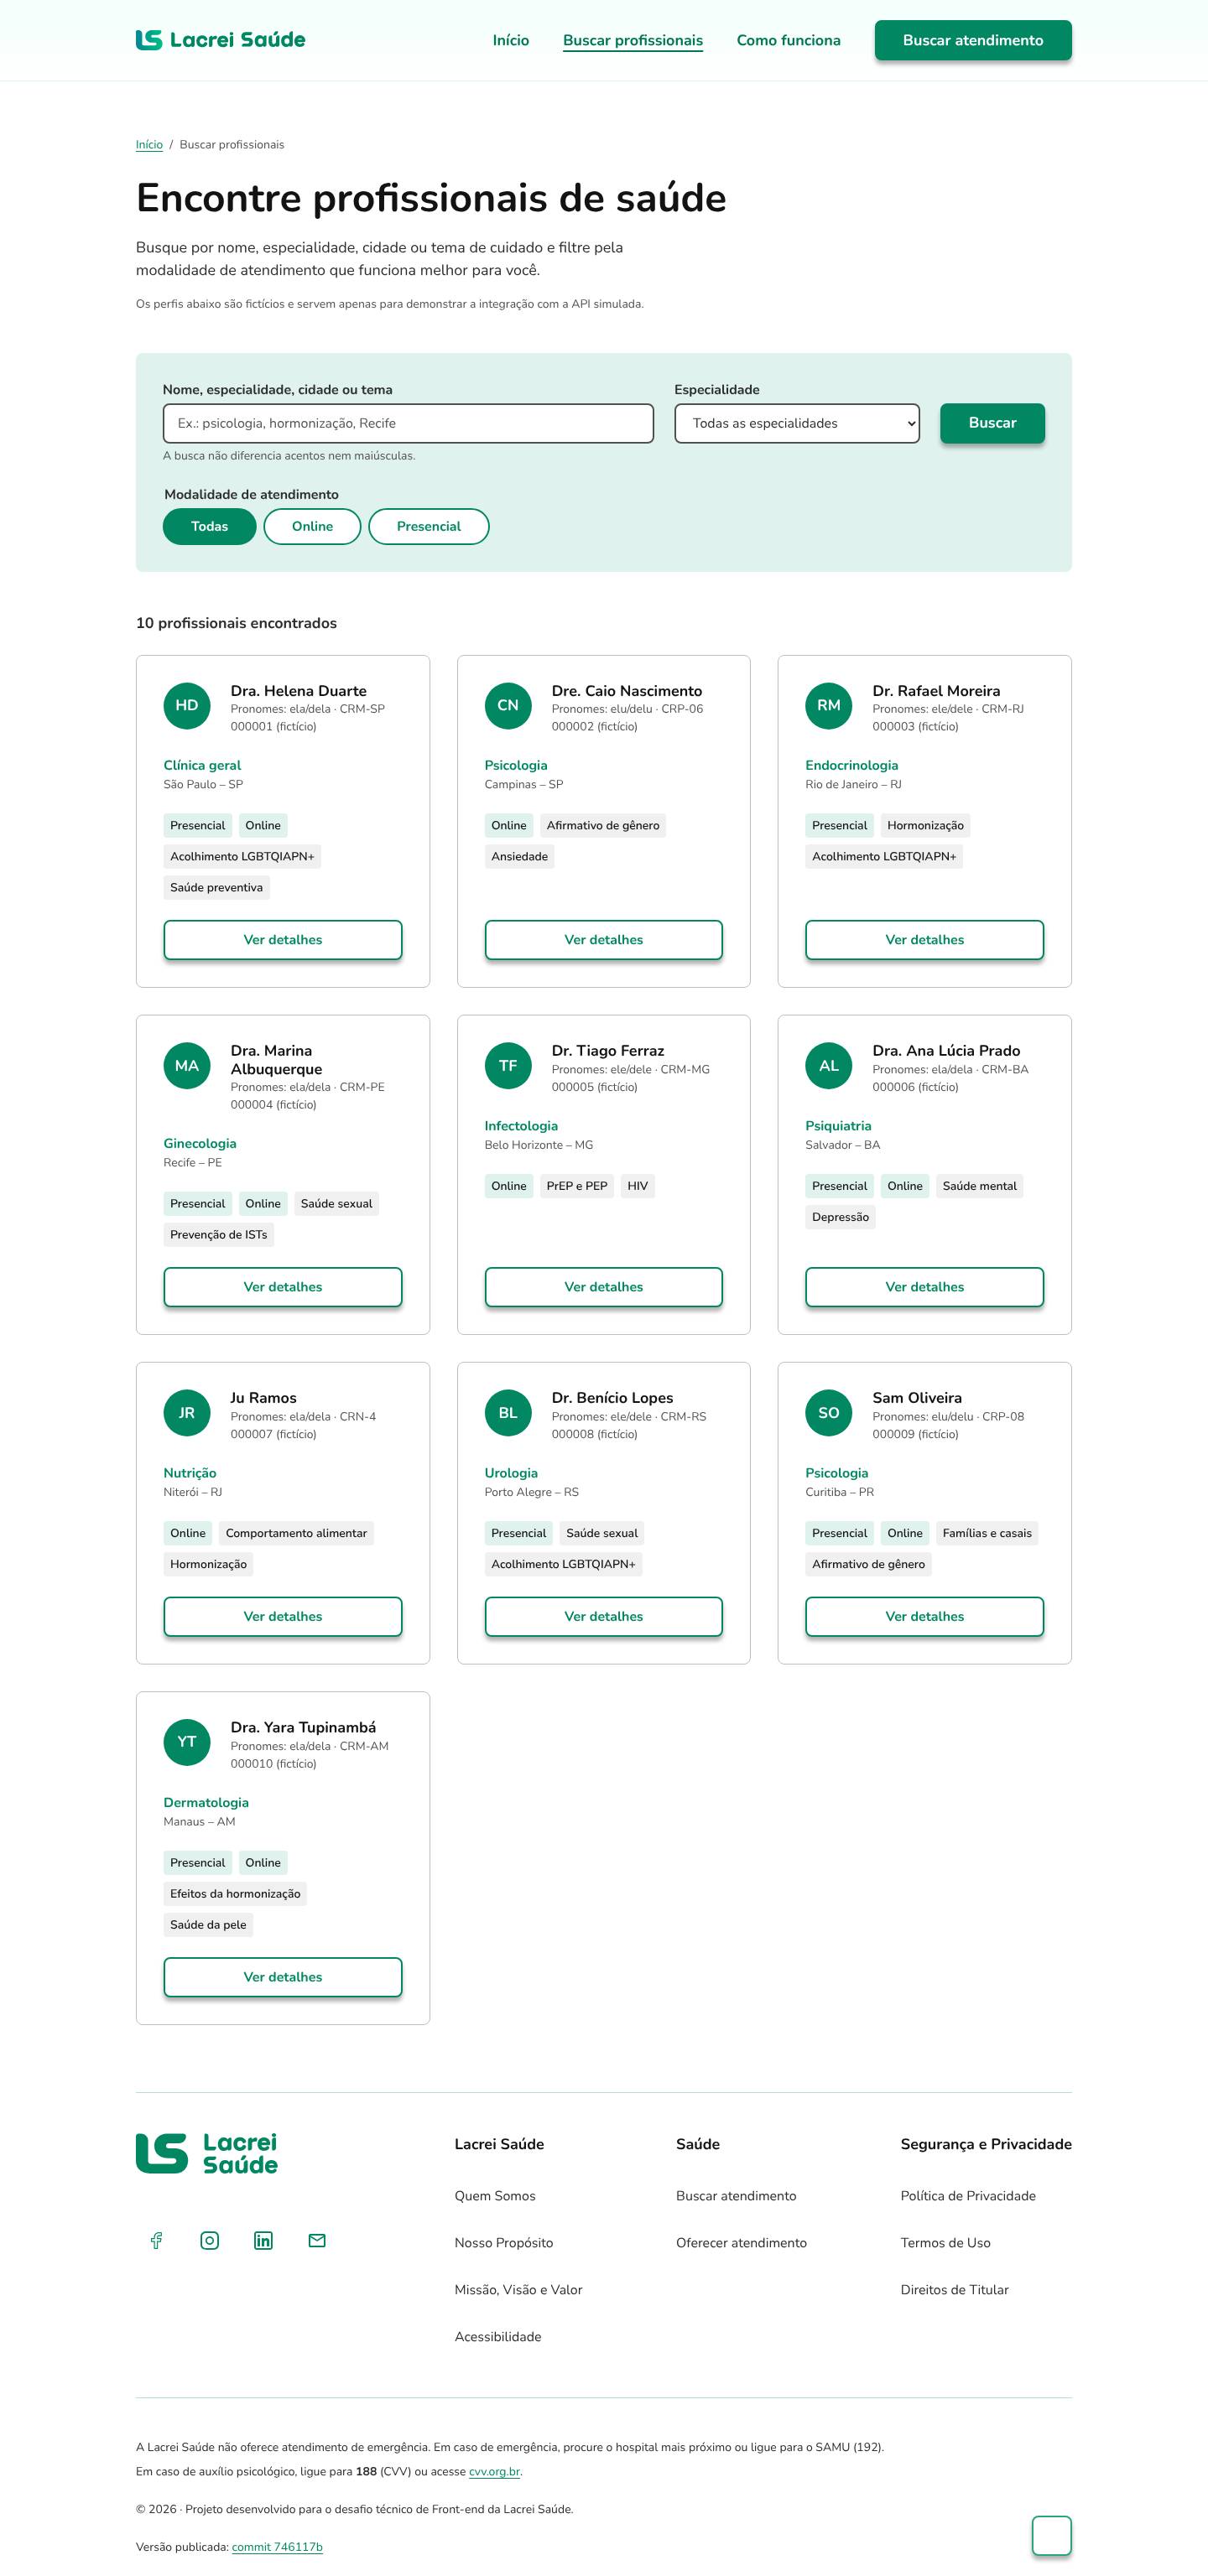 Lacrei Saúde
Início
Buscar profissionais
Como funciona
Buscar atendimento
Início / Buscar profissionais
Encontre profissionais de saúde
Busque por nome, especialidade, cidade ou tema de cuidado e filtre pela
modalidade de atendimento que funciona melhor para você.
Os perfis abaixo são fictícios e servem apenas para demonstrar a integração com a API simulada.
Nome, especialidade, cidade ou tema
Ex.: psicologia, hormonização, Recife
A busca não diferencia acentos nem maiúsculas.
Especialidade
Todas as especialidades
Buscar
Modalidade de atendimento
Todas
Online
Presencial
10 profissionais encontrados
HD
Dra. Helena Duarte
Pronomes: ela/dela · CRM-SP
000001 (fictício)
Clínica geral
São Paulo – SP
Presencial
Online
Acolhimento LGBTQIAPN+
Saúde preventiva
Ver detalhes
CN
Dre. Caio Nascimento
Pronomes: elu/delu · CRP-06
000002 (fictício)
Psicologia
Campinas – SP
Online
Afirmativo de gênero
Ansiedade
Ver detalhes
RM
Dr. Rafael Moreira
Pronomes: ele/dele · CRM-RJ
000003 (fictício)
Endocrinologia
Rio de Janeiro – RJ
Presencial
Hormonização
Acolhimento LGBTQIAPN+
Ver detalhes
MA
Dra. Marina
Albuquerque
Pronomes: ela/dela · CRM-PE
000004 (fictício)
Ginecologia
Recife – PE
Presencial
Online
Saúde sexual
Prevenção de ISTs
Ver detalhes
TF
Dr. Tiago Ferraz
Pronomes: ele/dele · CRM-MG
000005 (fictício)
Infectologia
Belo Horizonte – MG
Online
PrEP e PEP
HIV
Ver detalhes
AL
Dra. Ana Lúcia Prado
Pronomes: ela/dela · CRM-BA
000006 (fictício)
Psiquiatria
Salvador – BA
Presencial
Online
Saúde mental
Depressão
Ver detalhes
JR
Ju Ramos
Pronomes: ela/dela · CRN-4
000007 (fictício)
Nutrição
Niterói – RJ
Online
Comportamento alimentar
Hormonização
Ver detalhes
BL
Dr. Benício Lopes
Pronomes: ele/dele · CRM-RS
000008 (fictício)
Urologia
Porto Alegre – RS
Presencial
Saúde sexual
Acolhimento LGBTQIAPN+
Ver detalhes
SO
Sam Oliveira
Pronomes: elu/delu · CRP-08
000009 (fictício)
Psicologia
Curitiba – PR
Presencial
Online
Famílias e casais
Afirmativo de gênero
Ver detalhes
YT
Dra. Yara Tupinambá
Pronomes: ela/dela · CRM-AM
000010 (fictício)
Dermatologia
Manaus – AM
Presencial
Online
Efeitos da hormonização
Saúde da pele
Ver detalhes
Lacrei
Saúde
Lacrei Saúde
Quem Somos
Nosso Propósito
Missão, Visão e Valor
Acessibilidade
Saúde
Buscar atendimento
Oferecer atendimento
Segurança e Privacidade
Política de Privacidade
Termos de Uso
Direitos de Titular
A Lacrei Saúde não oferece atendimento de emergência. Em caso de emergência, procure o hospital mais próximo ou ligue para o SAMU (192).
Em caso de auxílio psicológico, ligue para 188 (CVV) ou acesse cvv.org.br.
© 2026 · Projeto desenvolvido para o desafio técnico de Front-end da Lacrei Saúde.
Versão publicada: commit 746117b